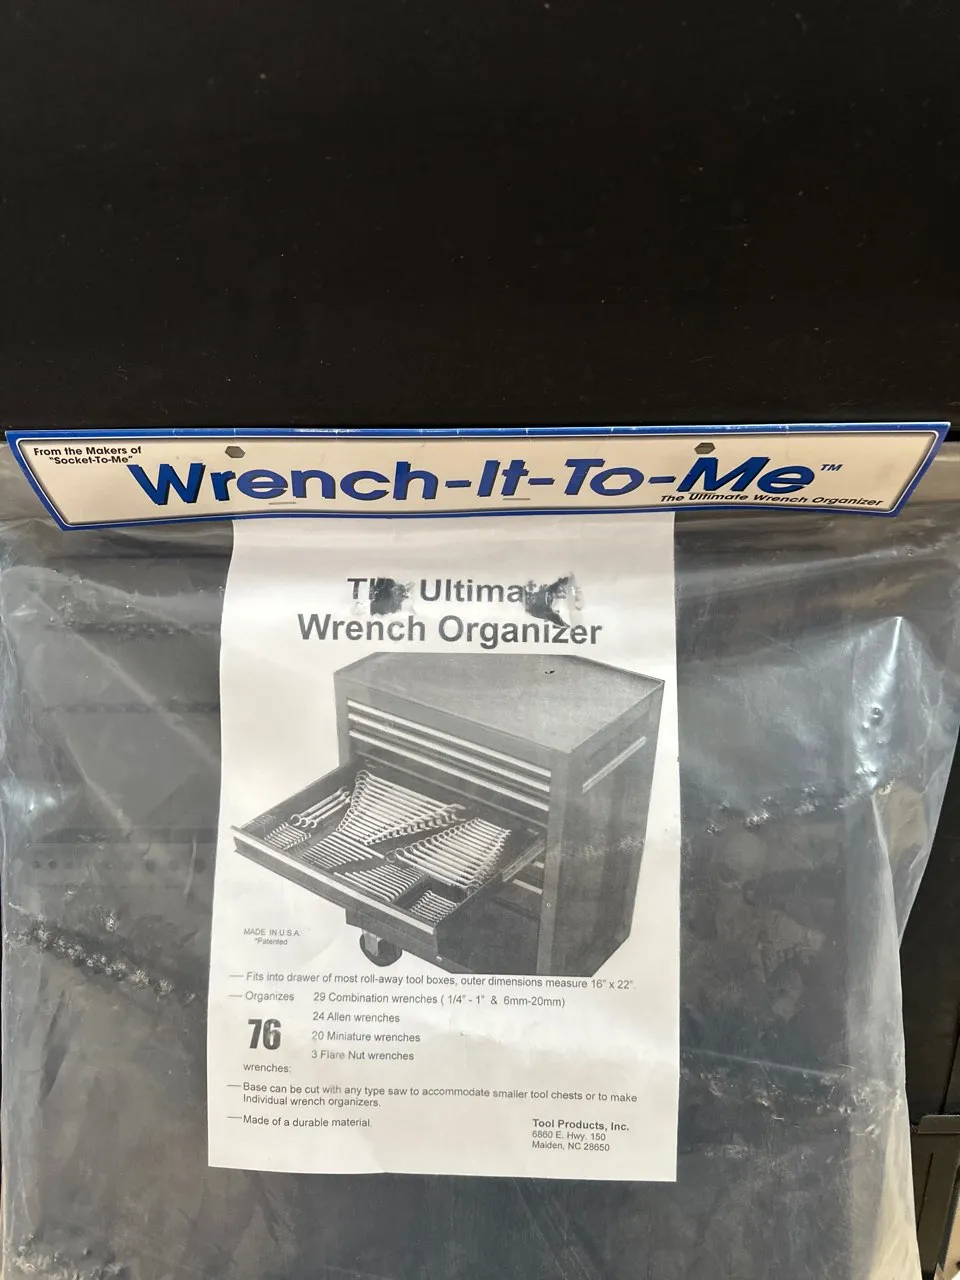 From the Makers of
"Socket-To-Me"
Wrench-It-To-Me™
The Ultimate Wrench Organizer
The Ultimate
Wrench Organizer
MADE IN U.S.A.
*Patented
— Fits into drawer of most roll-away tool boxes, outer dimensions measure 16" x 22".
— Organizes 29 Combination wrenches ( 1/4" - 1" & 6mm-20mm)
24 Allen wrenches
76 20 Miniature wrenches
3 Flare Nut wrenches
wrenches:
— Base can be cut with any type saw to accommodate smaller tool chests or to make
Individual wrench organizers.
— Made of a durable material.
Tool Products, Inc.
6860 E. Hwy. 150
Maiden, NC 28650